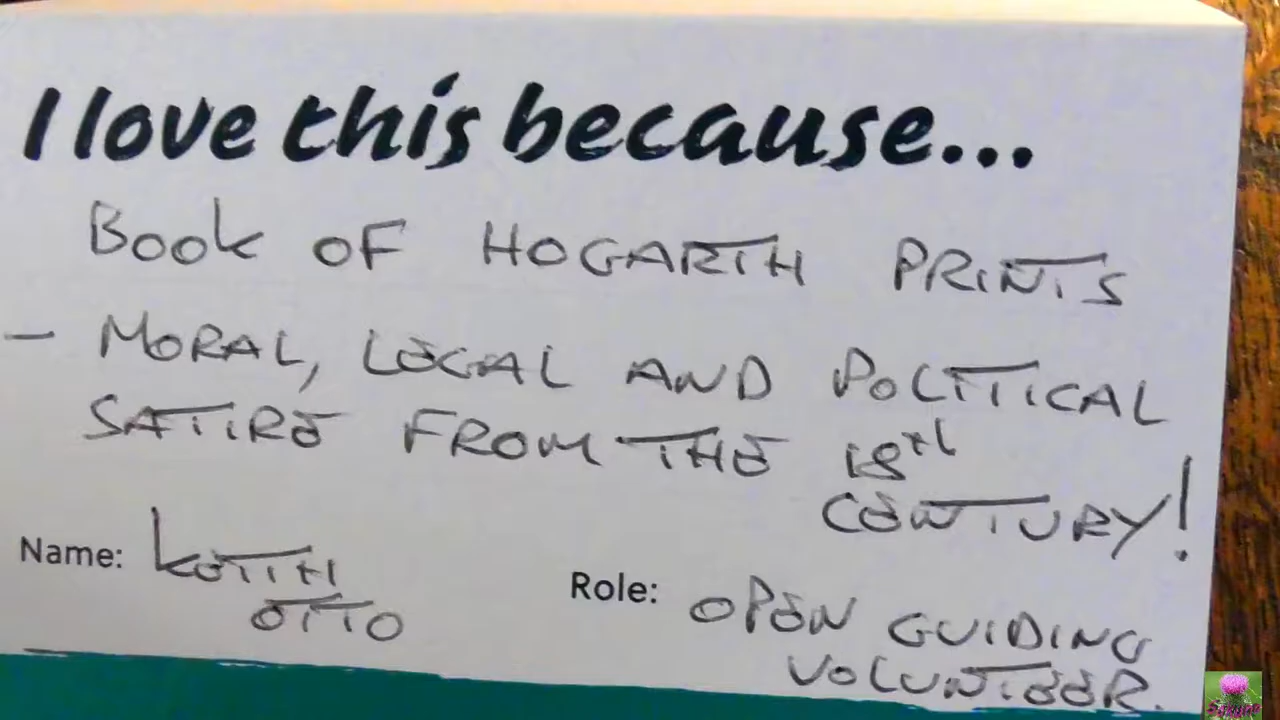 I love this because...
BOOK OF HOGARTH PRINTS
- MORAL, LEGAL AND POLITICAL
SATIRE FROM THE 18th
CENTURY!
Name: KEITH
OTTO
Role: OPEN GUIDING
VOLUNTEER.